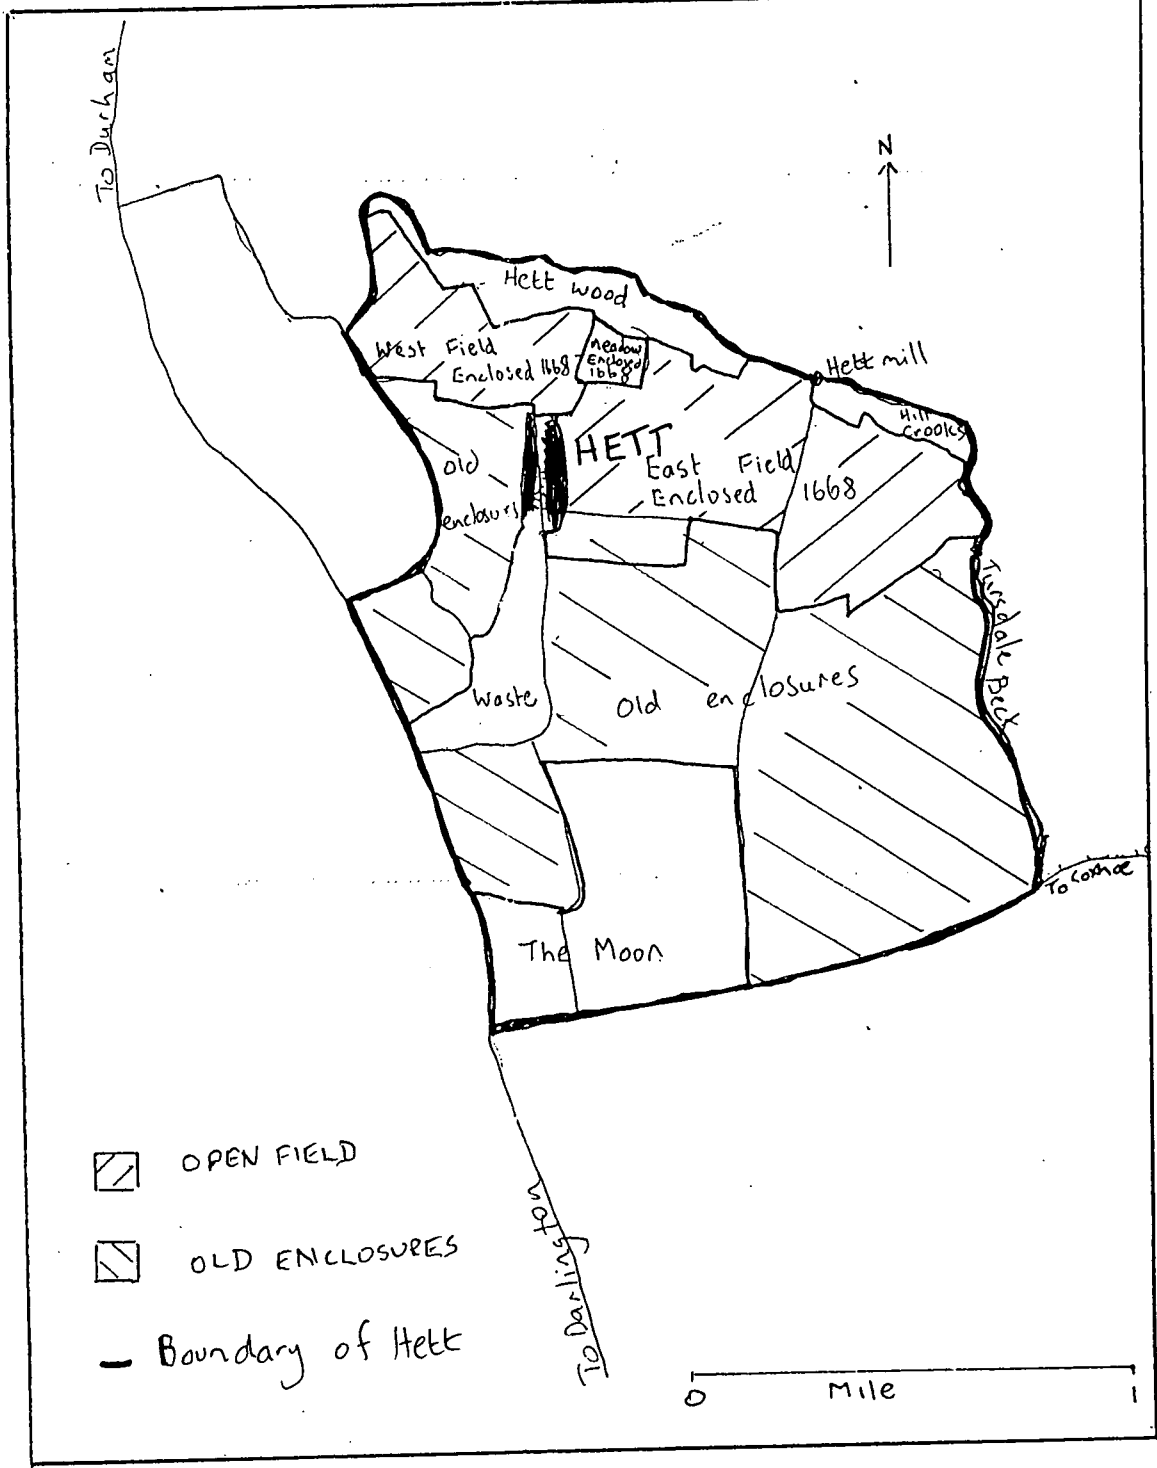 To Durham
N
Hett wood
West Field
Enclosed 1668
Meadow
Enclosed
1668
Hett mill
Hill
Crooks
HETT
East Field
Enclosed 1668
Old
enclosurs
Tursdale Beck
Waste
Old enclosures
To Coxhoe
The Moon
OPEN FIELD
OLD ENCLOSURES
Boundary of Hett
To Darlington
0 Mile 1